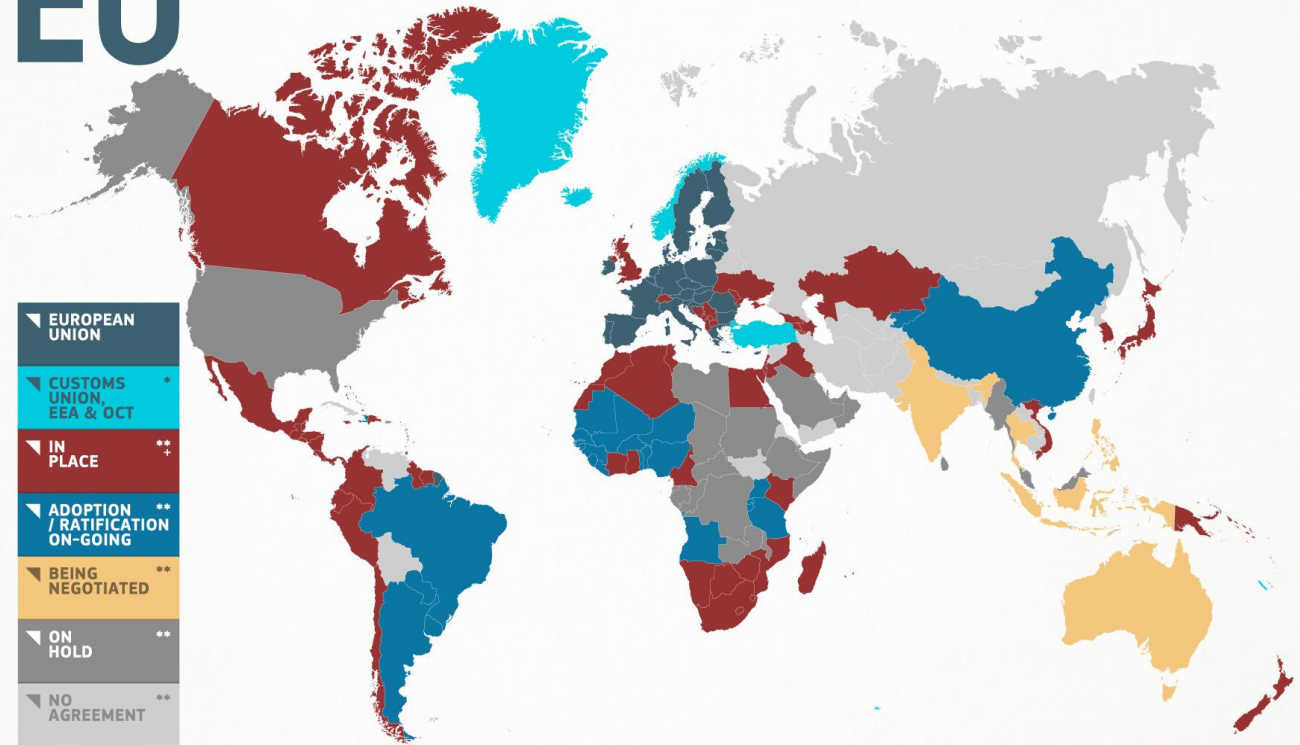 EU
EUROPEAN
UNION
CUSTOMS *
UNION,
EEA & OCT
IN **
PLACE +
ADOPTION **
/ RATIFICATION
ON-GOING
BEING **
NEGOTIATED
ON **
HOLD
NO **
AGREEMENT